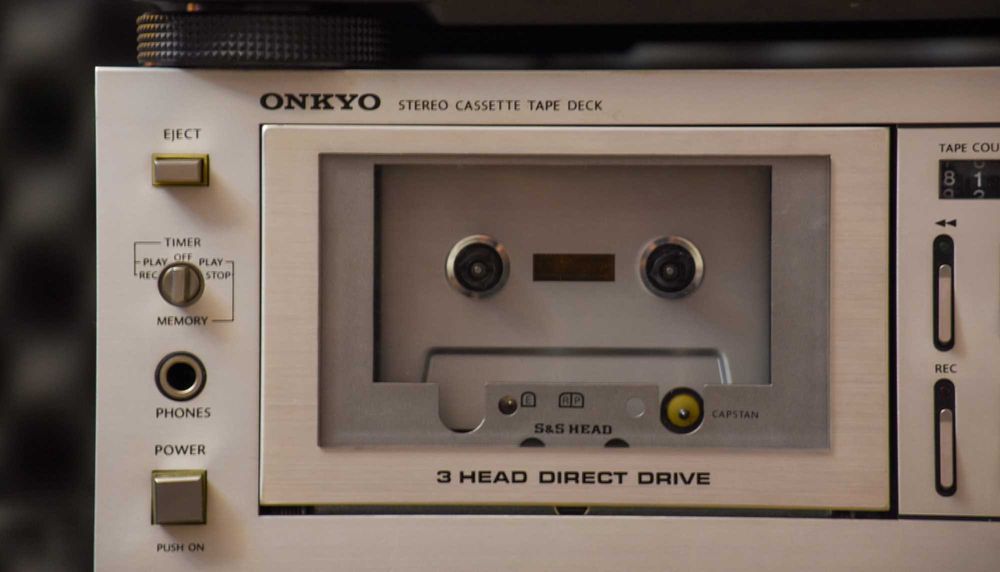 ONKYO STEREO CASSETTE TAPE DECK
EJECT
TIMER
OFF
PLAY PLAY
REC STOP
MEMORY
PHONES
POWER
PUSH ON
E R P
CAPSTAN
S&S HEAD
3 HEAD DIRECT DRIVE
TAPE COU
8 1
REC